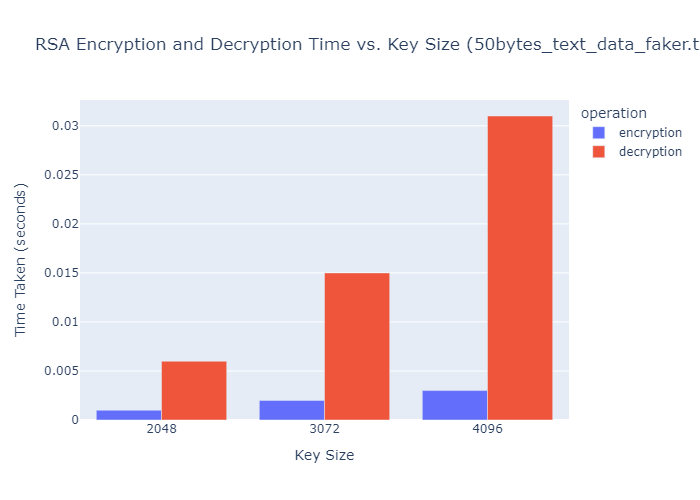 RSA Encryption and Decryption Time vs. Key Size (50bytes_text_data_faker.t
operation
encryption
decryption
Time Taken (seconds)
0.03
0.025
0.02
0.015
0.01
0.005
0
2048 3072 4096
Key Size